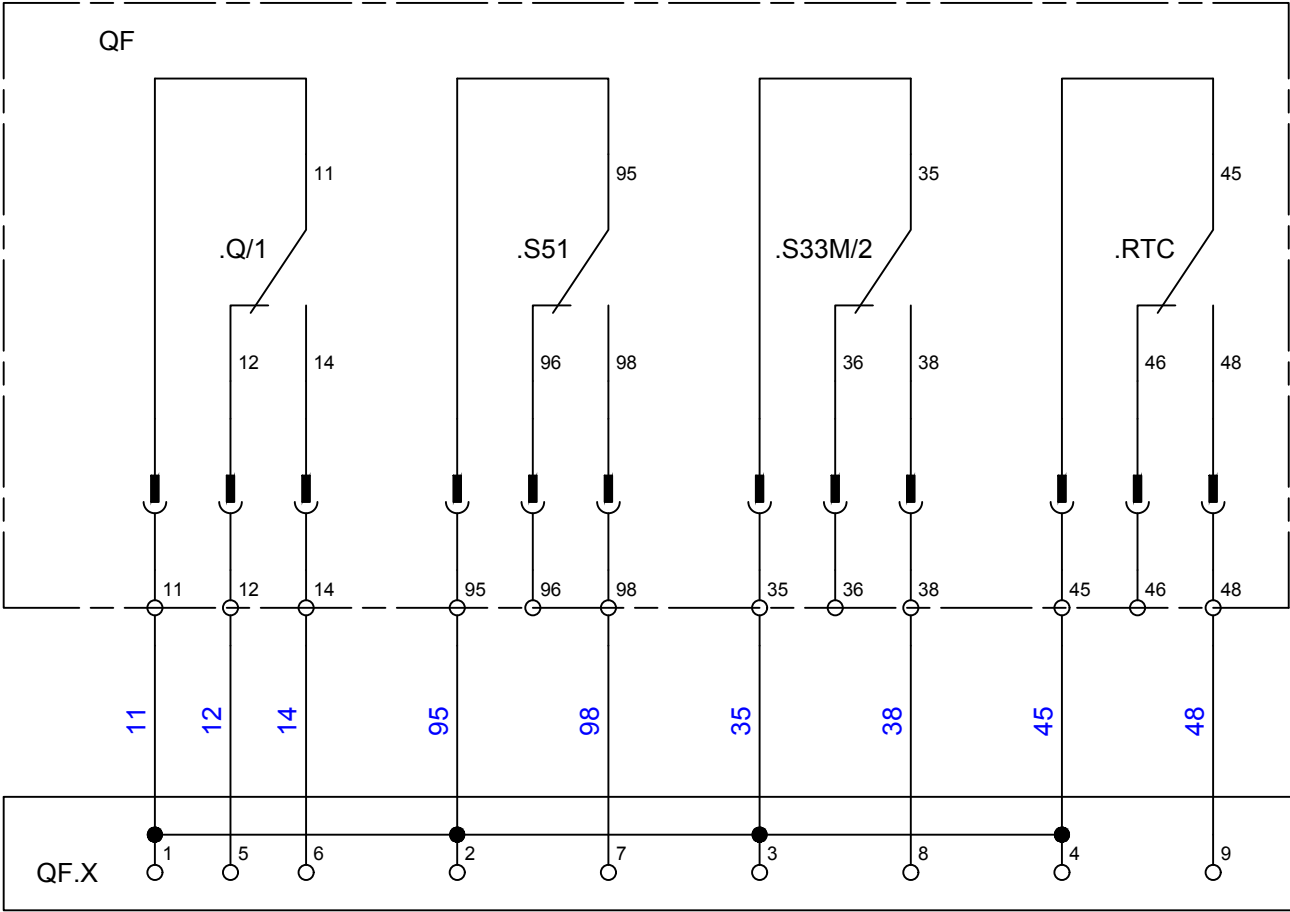 QF
11 95 35 45
.Q/1 .S51 .S33M/2 .RTC
12 14 96 98 36 38 46 48
11 12 14 95 96 98 35 36 38 45 46 48
11 12 14 95 98 35 38 45 48
1 5 6 2 7 3 8 4 9
QF.X